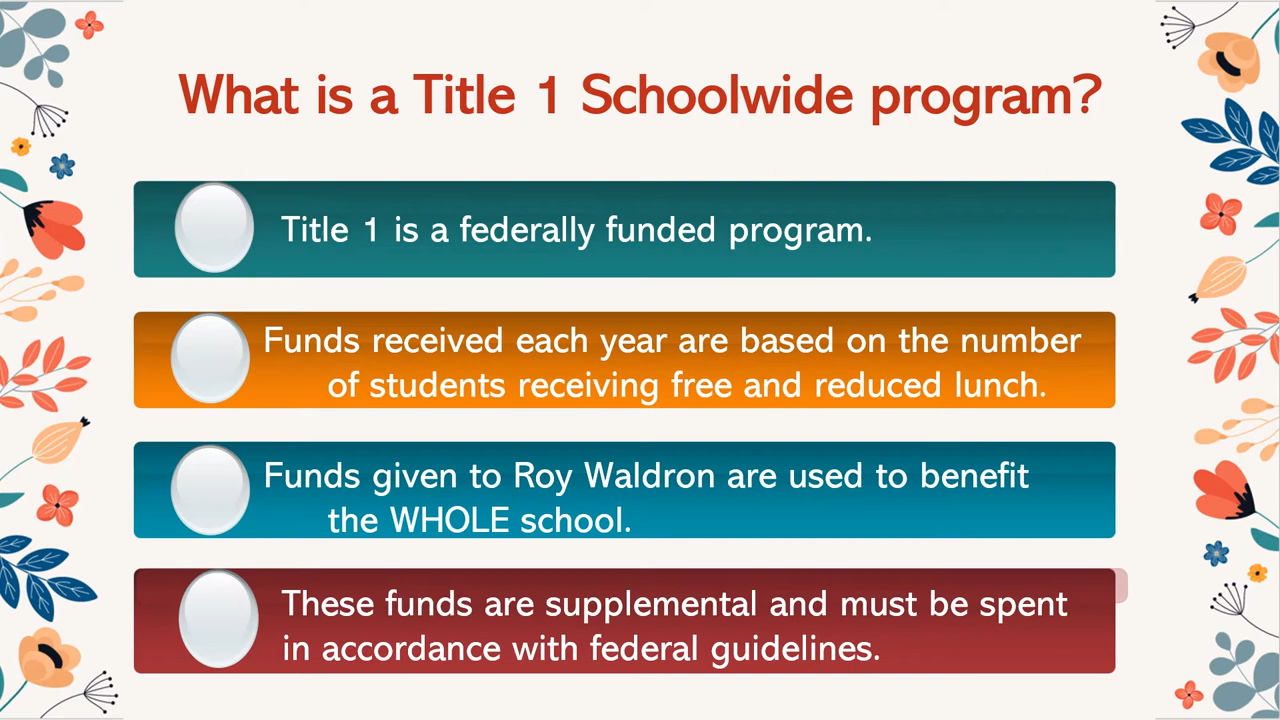 What is a Title 1 Schoolwide program?
Title 1 is a federally funded program.
Funds received each year are based on the number
of students receiving free and reduced lunch.
Funds given to Roy Waldron are used to benefit
the WHOLE school.
These funds are supplemental and must be spent
in accordance with federal guidelines.